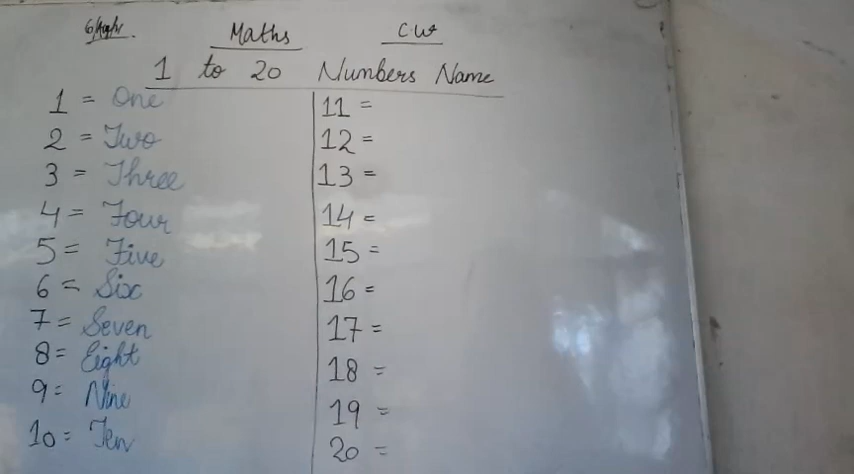 Maths C.W
1 to 20 Numbers Name
1 = One
2 = Two
3 = Three
4 = Four
5 = Five
6 = Six
7 = Seven
8 = Eight
9 = Nine
10 = Ten
11 =
12 =
13 =
14 =
15 =
16 =
17 =
18 =
19 =
20 =